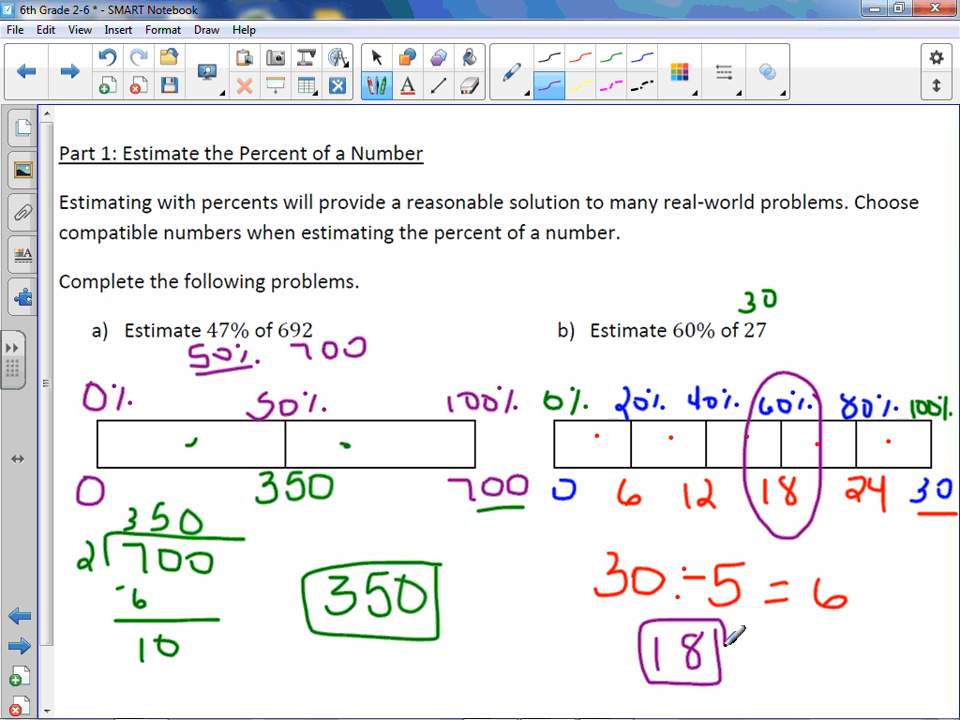 6th Grade 2-6 * - SMART Notebook
File Edit View Insert Format Draw Help
Part 1: Estimate the Percent of a Number
Estimating with percents will provide a reasonable solution to many real-world problems. Choose
compatible numbers when estimating the percent of a number.
Complete the following problems.
30
a) Estimate 47% of 692
b) Estimate 60% of 27
50% 700
0% 50% 100%
0% 20% 40% 60% 80% 100%
0 350 700
0 6 12 18 24 30
350
2 700
-6
10
350
30 ÷ 5 = 6
18